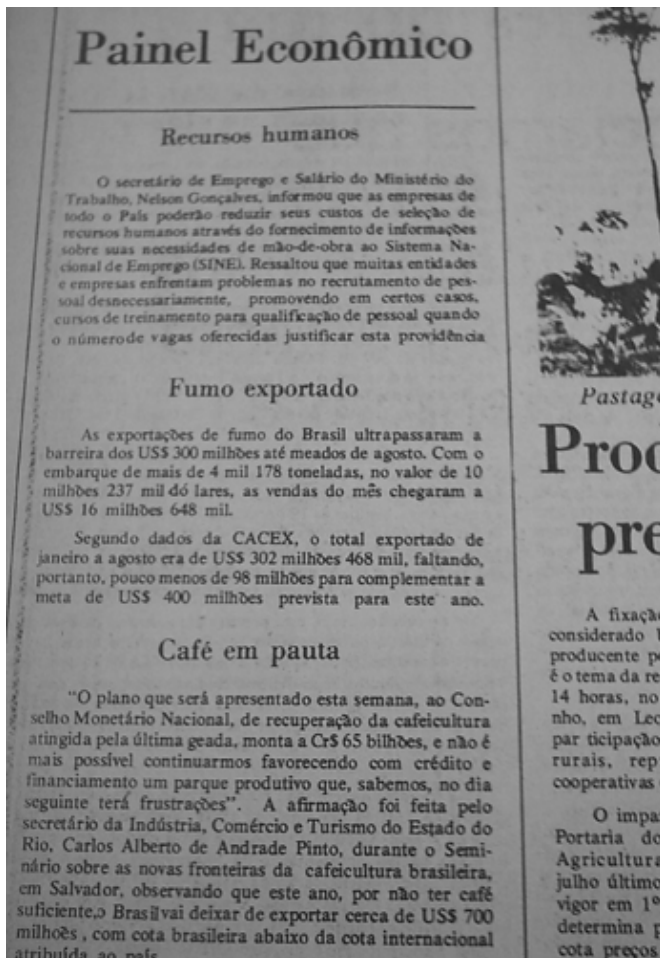 Painel Econômico
Recursos humanos
O secretário de Emprego e Salário do Ministério do
Trabalho, Nelson Gonçalves, informou que as empresas de
todo o País poderão reduzir seus custos de seleção de
recursos humanos através do fornecimento de informações
sobre suas necessidades de mão-de-obra ao Sistema Na-
cional de Emprego (SINE). Ressaltou que muitas entidades
e empresas enfrentam problemas no recrutamento de pes-
soal desnecessariamente, promovendo em certos casos,
cursos de treinamento para qualificação de pessoal quando
o número de vagas oferecidas justificar esta providência
Fumo exportado
As exportações de fumo do Brasil ultrapassaram a
barreira dos US$ 300 milhões até meados de agosto. Com o
embarque de mais de 4 mil 178 toneladas, no valor de 10
milhões 237 mil dó lares, as vendas do mês chegaram a
US$ 16 milhões 648 mil.
Segundo dados da CACEX, o total exportado de
janeiro a agosto era de US$ 302 milhões 468 mil, faltando,
portanto, pouco menos de 98 milhões para complementar a
meta de US$ 400 milhões prevista para este ano.
Café em pauta
"O plano que será apresentado esta semana, ao Con-
selho Monetário Nacional, de recuperação da cafeicultura
atingida pela última geada, monta a Cr$ 65 bilhões, e não é
mais possível continuarmos favorecendo com crédito e
financiamento um parque produtivo que, sabemos, no dia
seguinte terá frustrações". A afirmação foi feita pelo
secretário da Indústria, Comércio e Turismo do Estado do
Rio, Carlos Alberto de Andrade Pinto, durante o Semi-
nário sobre as novas fronteiras da cafeicultura brasileira,
em Salvador, observando que este ano, por não ter café
suficiente,o Brasil vai deixar de exportar cerca de US$ 700
milhoẽs , com cota brasileira abaixo da cota internacional
atribuída ao país
Pastage
Proc
pre
A fixaçã
considerado
producente pe
é o tema da re
14 horas, no
nho, em Leo
par ticipação
rurais, rep
cooperativas
O impa
Portaria do
Agricultura
julho último
vigor em 1º
determina p
cota preços